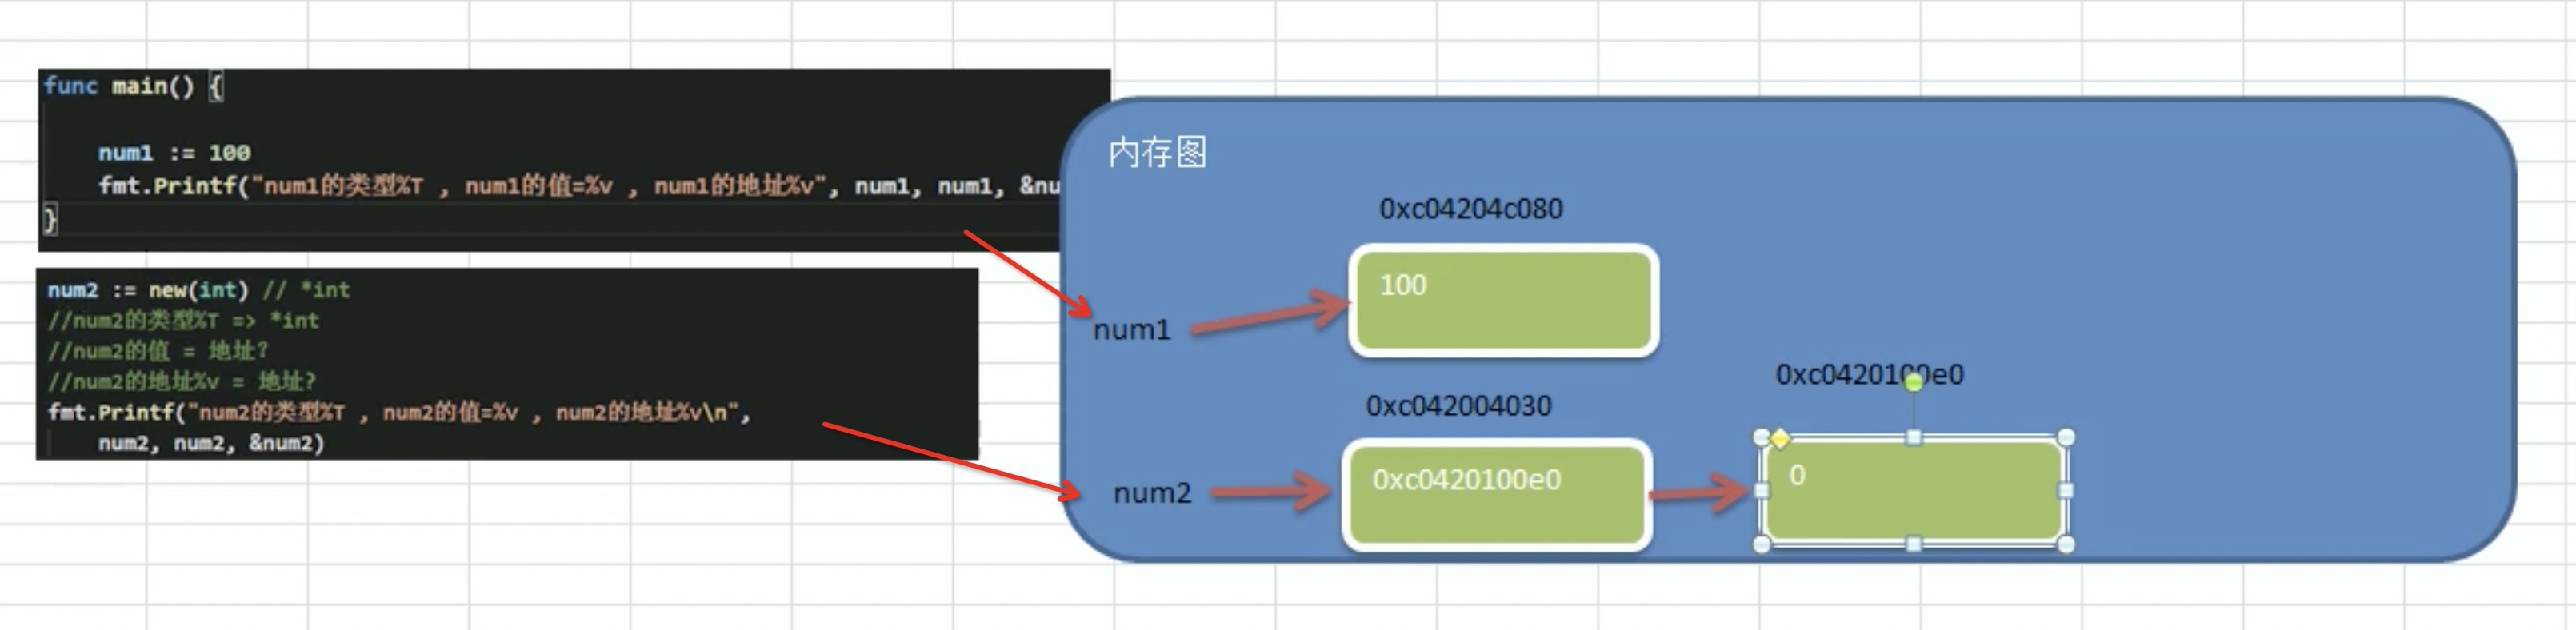 func main() {
num1 := 100
fmt.Printf("num1的类型%T , num1的值=%v , num1的地址%v", num1, num1, &nu
}
num2 := new(int) // *int
//num2的类型%T => *int
//num2的值 = 地址?
//num2的地址%v = 地址?
fmt.Printf("num2的类型%T , num2的值=%v , num2的地址%v\n",
num2, num2, &num2)
内存图
0xc04204c080
100
num1
0xc042004030
0xc0420100e0
num2
0xc0420100e0
0